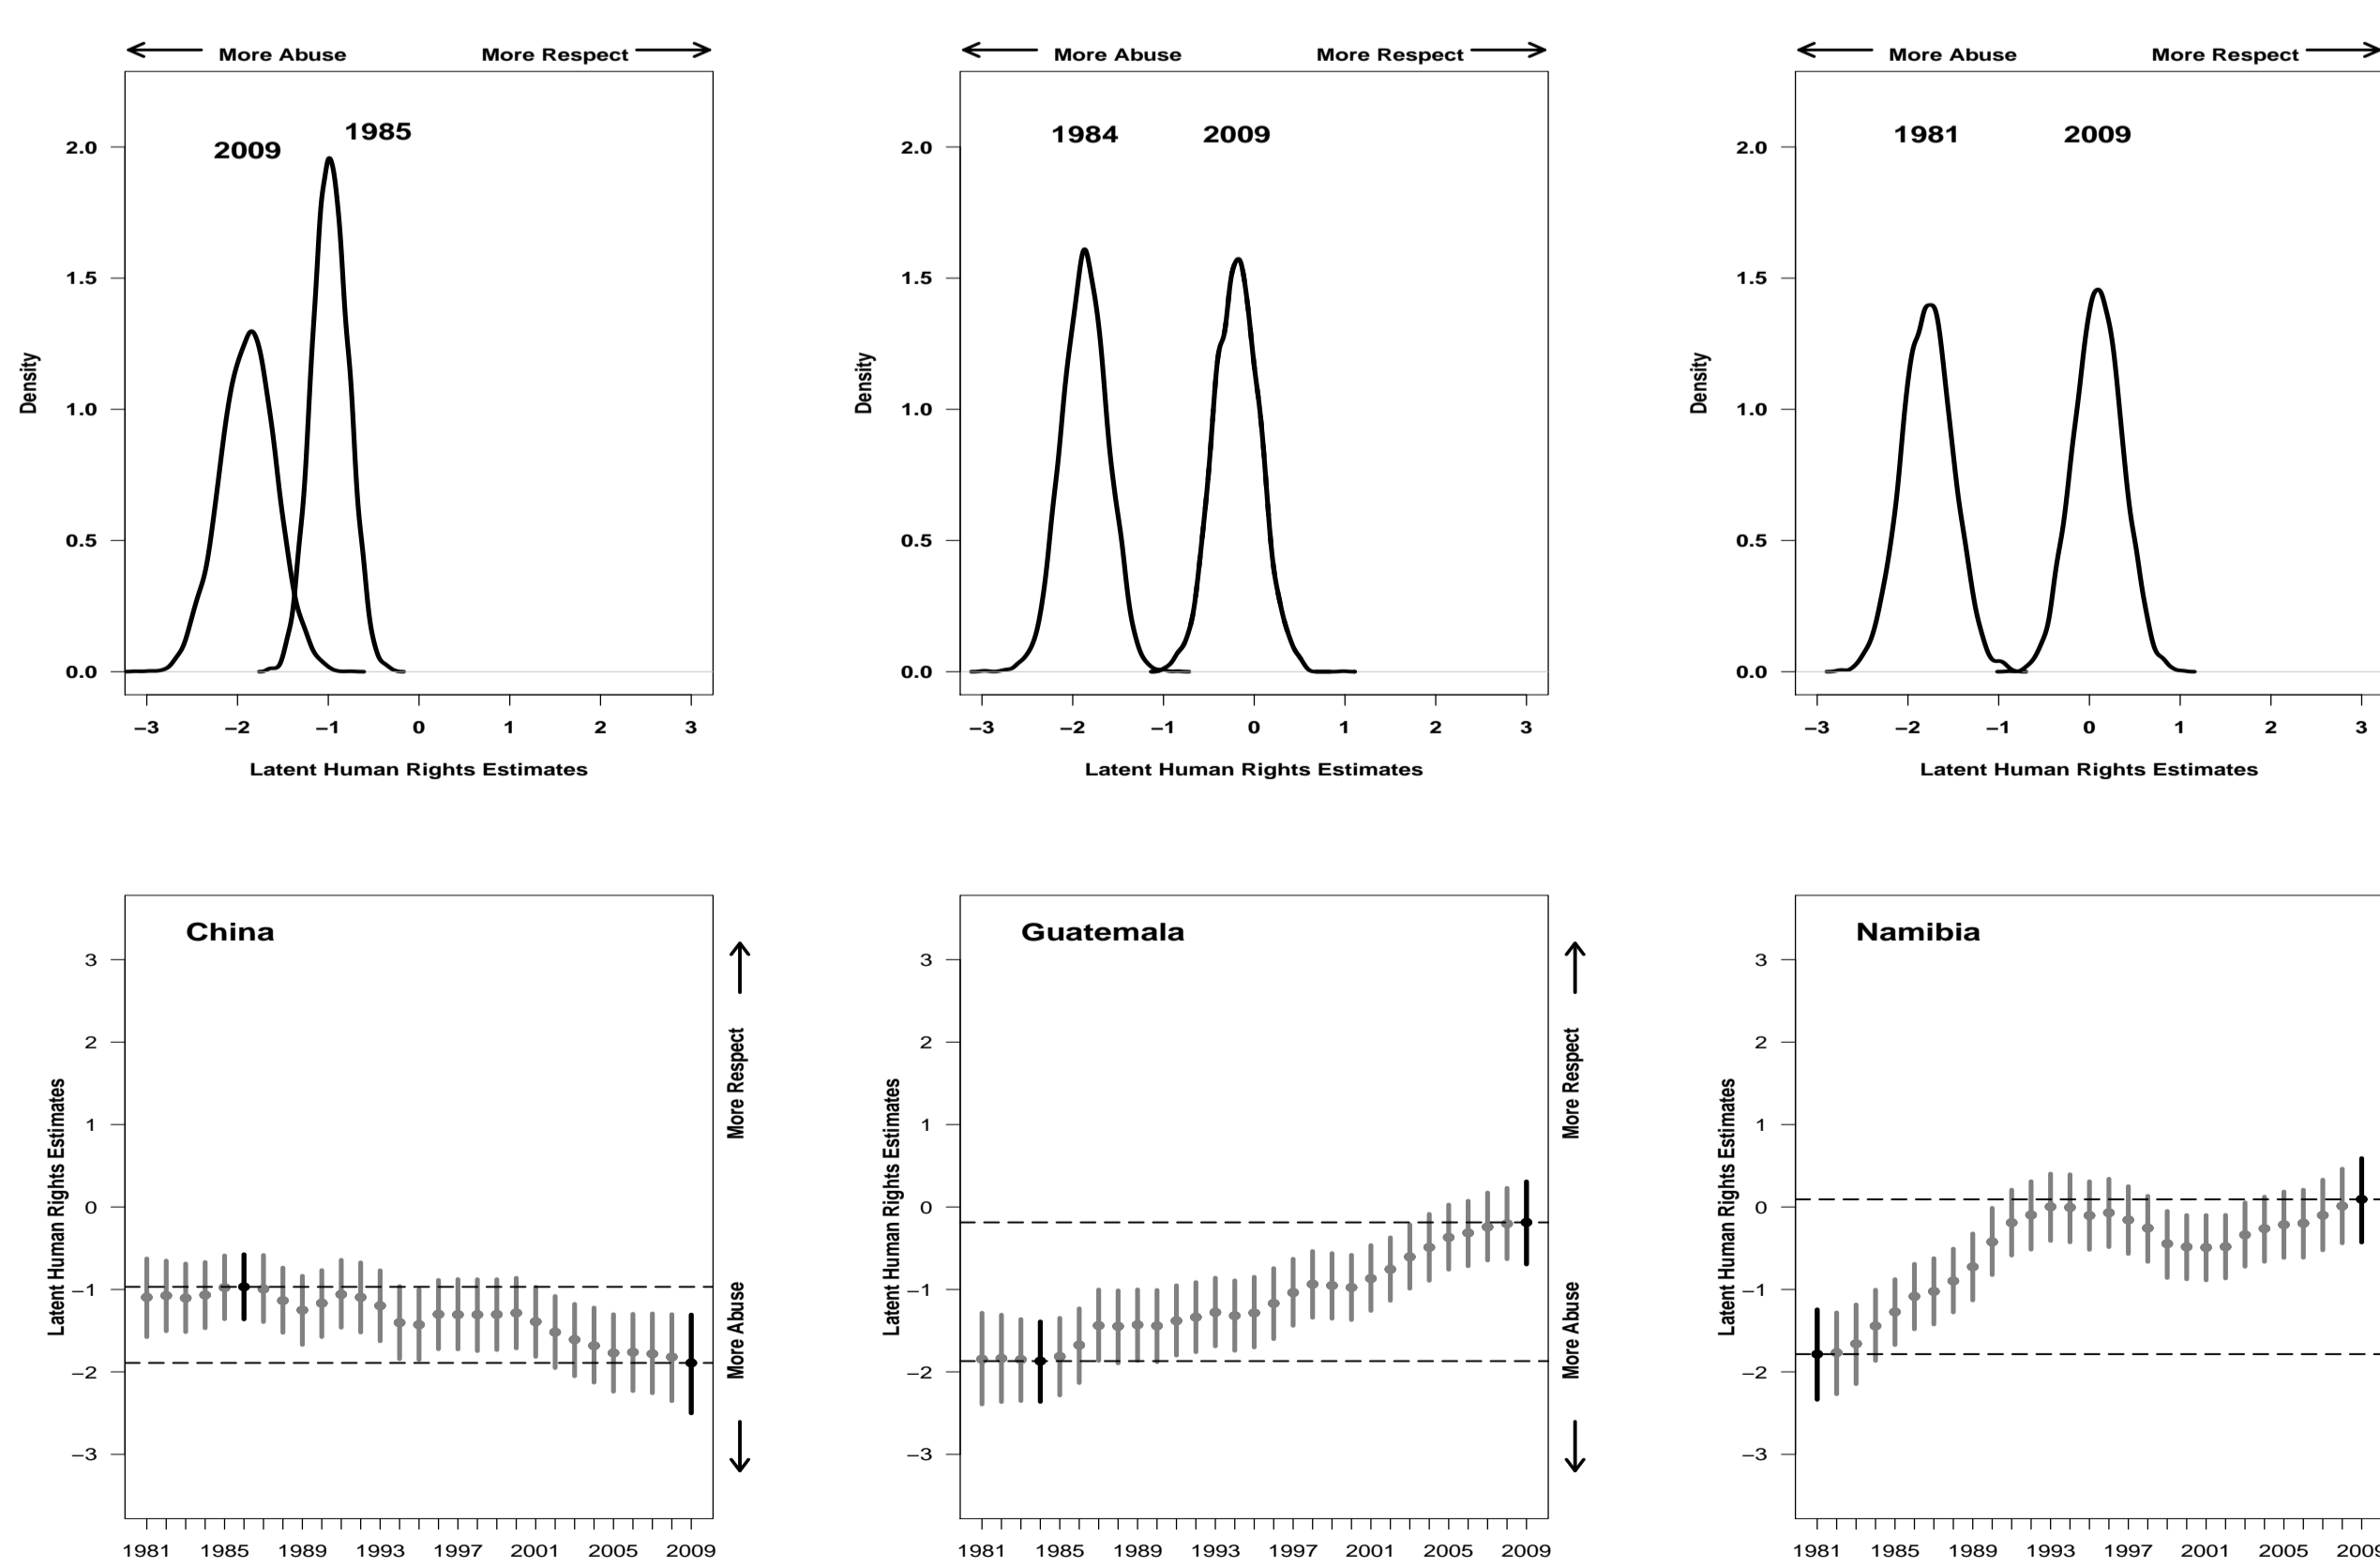 More Abuse More Respect
1985
2009
2.0
1.5
1.0
0.5
0.0
Density
–3 –2 –1 0 1 2 3
Latent Human Rights Estimates
More Abuse More Respect
1984 2009
2.0
1.5
1.0
0.5
0.0
Density
–3 –2 –1 0 1 2 3
Latent Human Rights Estimates
More Abuse More Respect
1981 2009
2.0
1.5
1.0
0.5
0.0
Density
–3 –2 –1 0 1 2 3
Latent Human Rights Estimates
China
3
2
1
0
–1
–2
–3
Latent Human Rights Estimates
More Respect
More Abuse
1981 1985 1989 1993 1997 2001 2005 2009
Guatemala
3
2
1
0
–1
–2
–3
Latent Human Rights Estimates
More Respect
More Abuse
1981 1985 1989 1993 1997 2001 2005 2009
Namibia
3
2
1
0
–1
–2
–3
Latent Human Rights Estimates
1981 1985 1989 1993 1997 2001 2005 2009